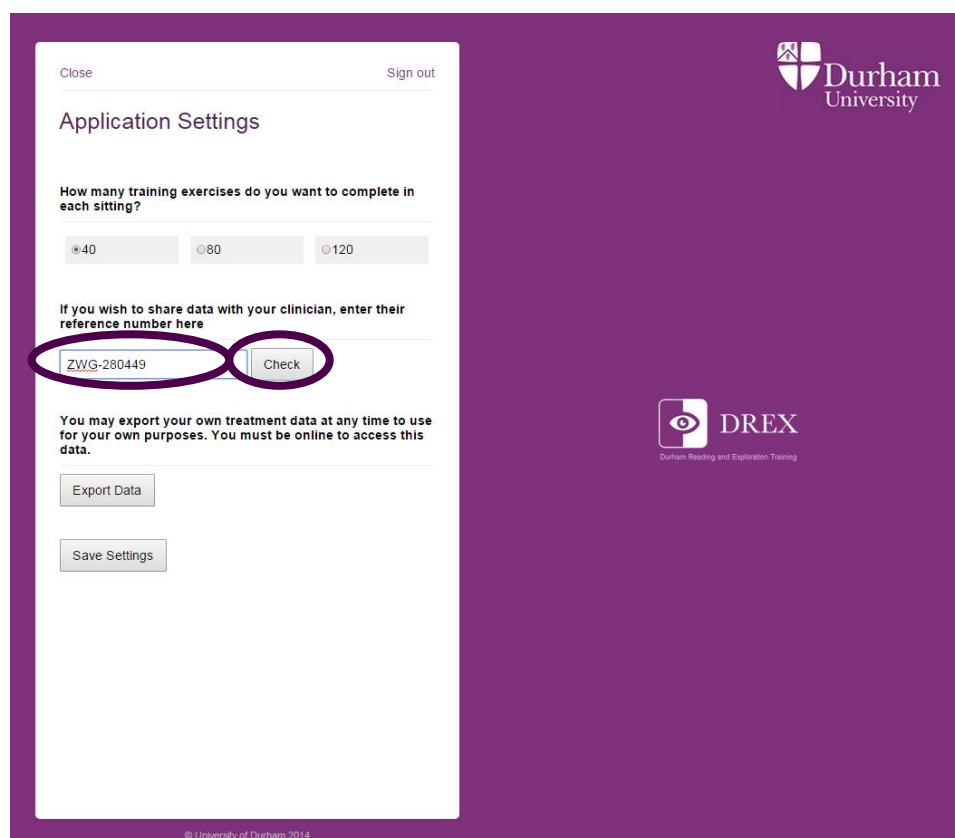 Close
Sign out
Durham
University
Application Settings
How many training exercises do you want to complete in
each sitting?
40
80
120
If you wish to share data with your clinician, enter their
reference number here
ZWG-280449
Check
You may export your own treatment data at any time to use
for your own purposes. You must be online to access this
data.
DREX
Durham Reading and Exploration Training
Export Data
Save Settings
© University of Durham 2014